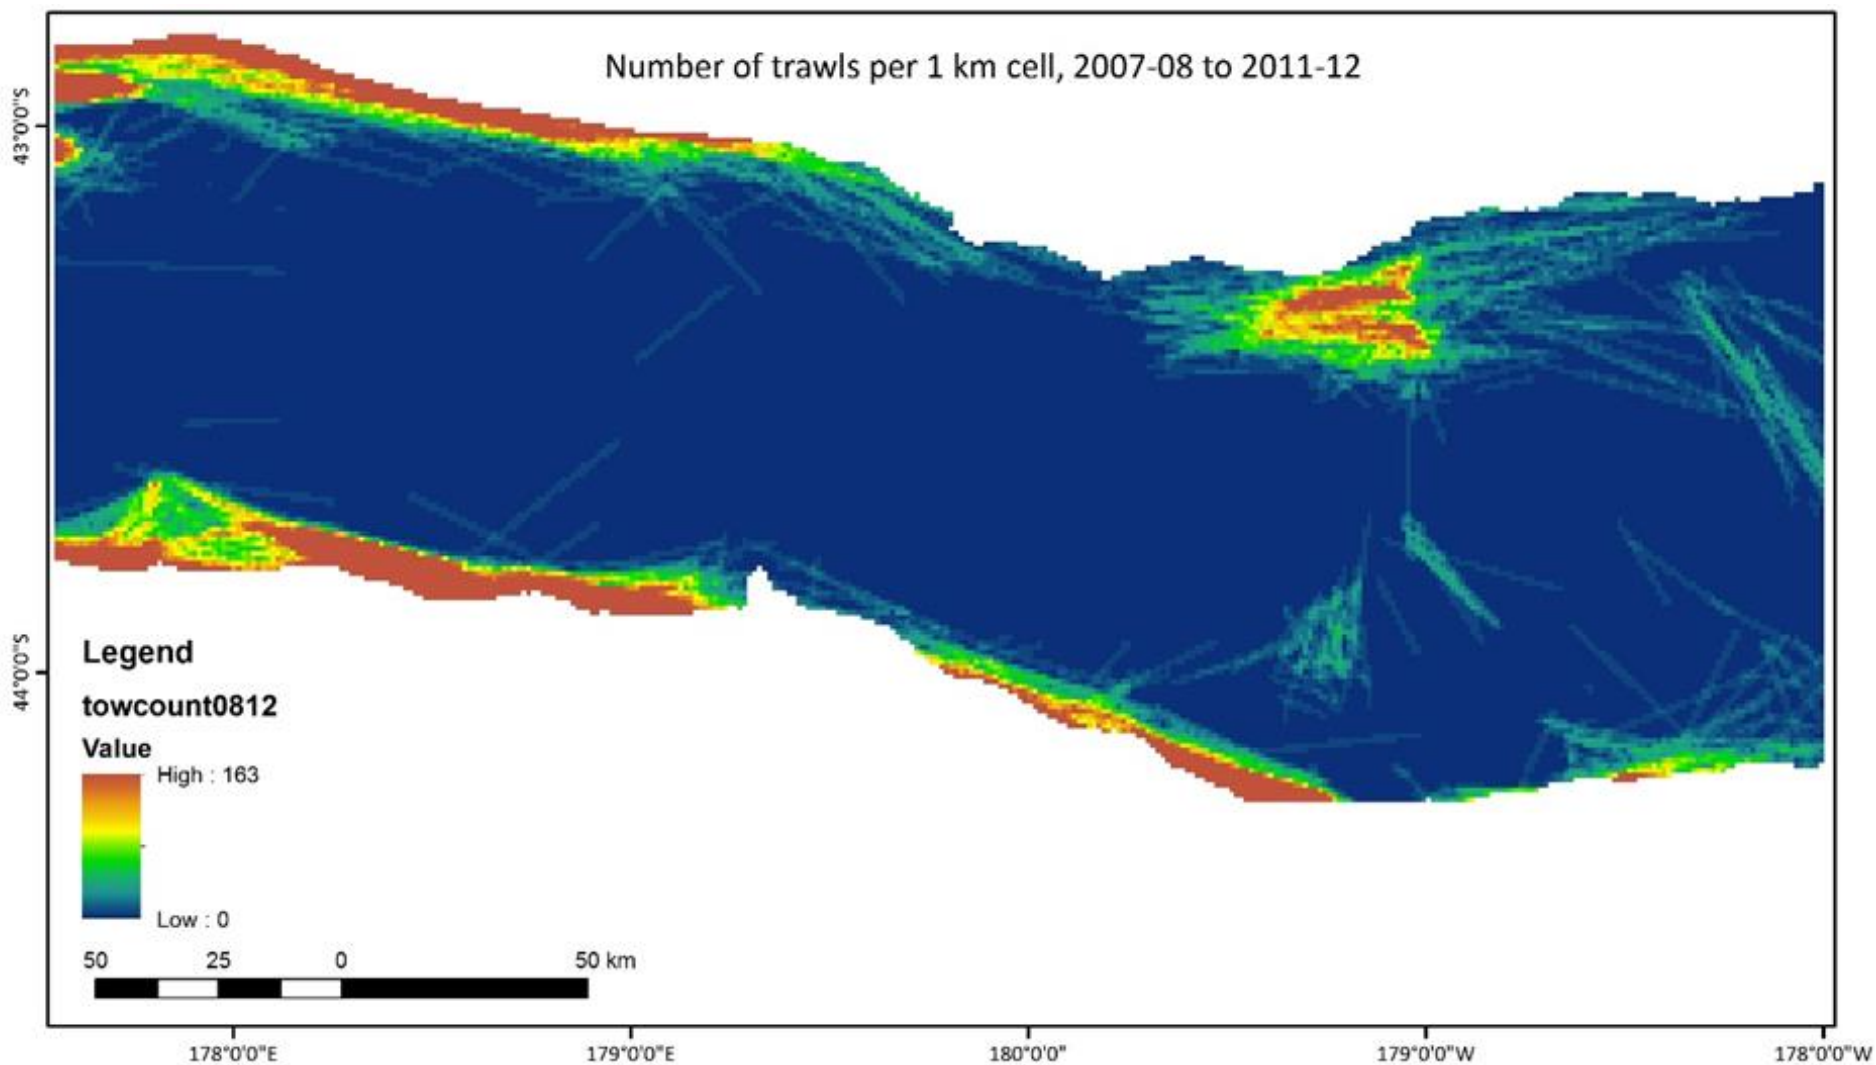 Number of trawls per 1 km cell, 2007-08 to 2011-12
43°0'0"S
44°0'0"S
Legend
towcount0812
Value
High : 163
Low : 0
50 25 0 50 km
178°0'0"E 179°0'0"E 180°0'0" 179°0'0"W 178°0'0"W